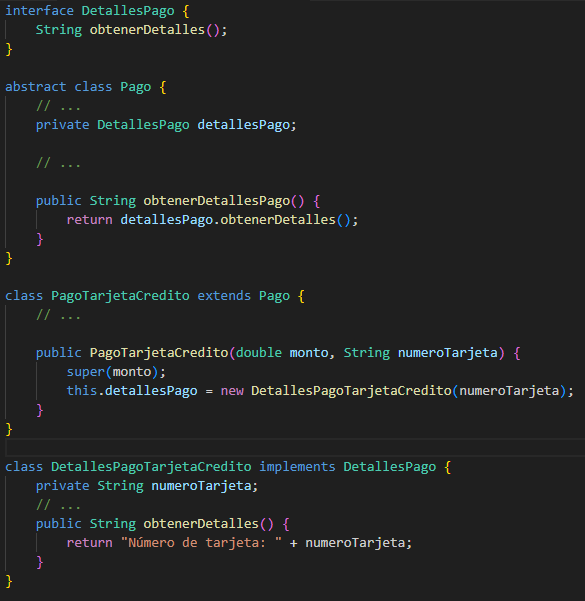 interface DetallesPago {
    String obtenerDetalles();
}

abstract class Pago {
    // ...
    private DetallesPago detallesPago;

    // ...

    public String obtenerDetallesPago() {
        return detallesPago.obtenerDetalles();
    }
}

class PagoTarjetaCredito extends Pago {
    // ...

    public PagoTarjetaCredito(double monto, String numeroTarjeta) {
        super(monto);
        this.detallesPago = new DetallesPagoTarjetaCredito(numeroTarjeta);
    }
}

class DetallesPagoTarjetaCredito implements DetallesPago {
    private String numeroTarjeta;
    // ...
    public String obtenerDetalles() {
        return "Número de tarjeta: " + numeroTarjeta;
    }
}